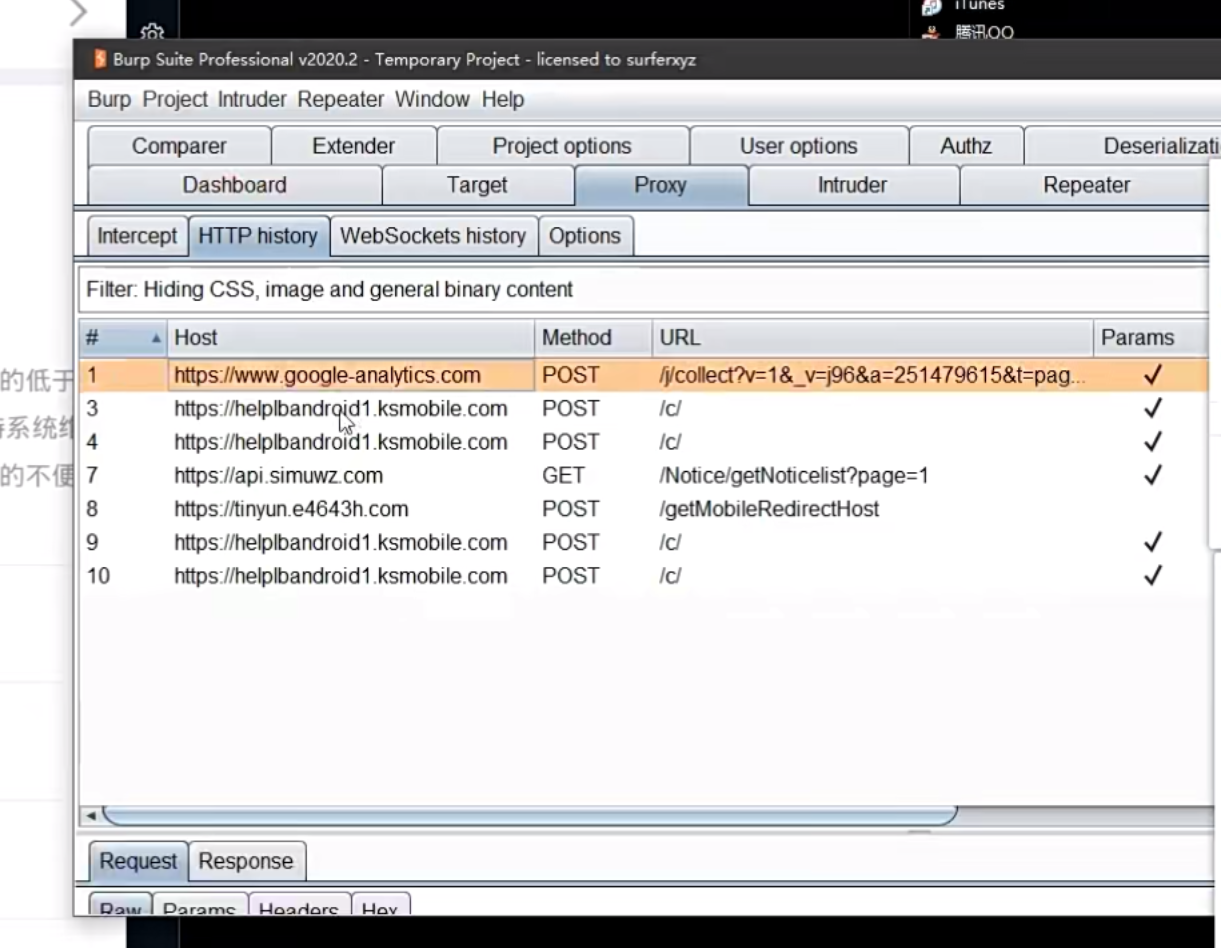 iTunes
腾讯QQ
Burp Suite Professional v2020.2 - Temporary Project - licensed to surferxyz
Burp Project Intruder Repeater Window Help
Comparer Extender Project options User options Authz Deserializati
Dashboard Target Proxy Intruder Repeater
Intercept HTTP history WebSockets history Options
Filter: Hiding CSS, image and general binary content
# Host Method URL Params
的低于 1 https://www.google-analytics.com POST /j/collect?v=1&_v=j96&a=251479615&t=pag... ✓
3 https://helplbandroid1.ksmobile.com POST /c/ ✓
系统维 4 https://helplbandroid1.ksmobile.com POST /c/ ✓
的不便 7 https://api.simuwz.com GET /Notice/getNoticelist?page=1 ✓
8 https://tinyun.e4643h.com POST /getMobileRedirectHost
9 https://helplbandroid1.ksmobile.com POST /c/ ✓
10 https://helplbandroid1.ksmobile.com POST /c/ ✓
Request Response
Raw Params Headers Hex